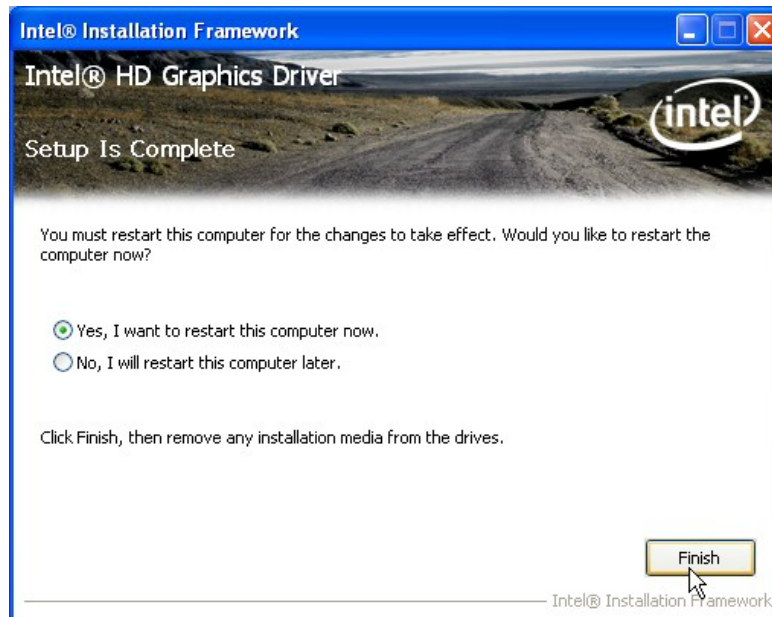 Intel® Installation Framework
Intel® HD Graphics Driver
intel
Setup Is Complete
You must restart this computer for the changes to take effect. Would you like to restart the
computer now?
Yes, I want to restart this computer now.
No, I will restart this computer later.
Click Finish, then remove any installation media from the drives.
Finish
Intel® Installation Framework